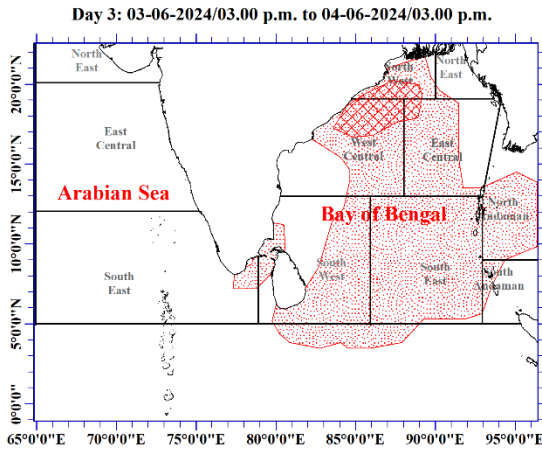 Day 3: 03-06-2024/03.00 p.m. to 04-06-2024/03.00 p.m.
North
East
North
West
North
East
20°0'0"N
East
Central
West
Central
East
Central
15°0'0"N
Arabian Sea
Bay of Bengal
North
Andaman
10°0'0"N
South
East
South
West
South
East
South
Andaman
5°0'0"N
0°0'0"
65°0'0"E 70°0'0"E 75°0'0"E 80°0'0"E 85°0'0"E 90°0'0"E 95°0'0"E